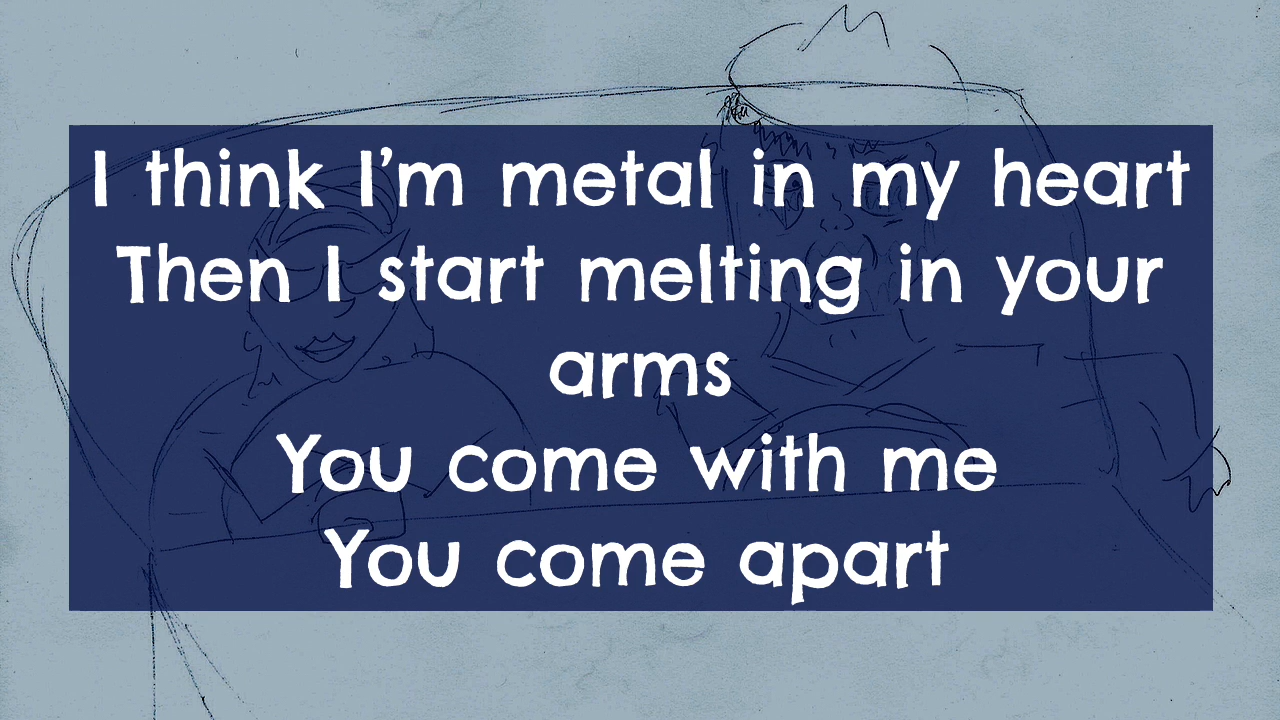 I think I’m metal in my heart
Then I start melting in your
arms
You come with me
You come apart